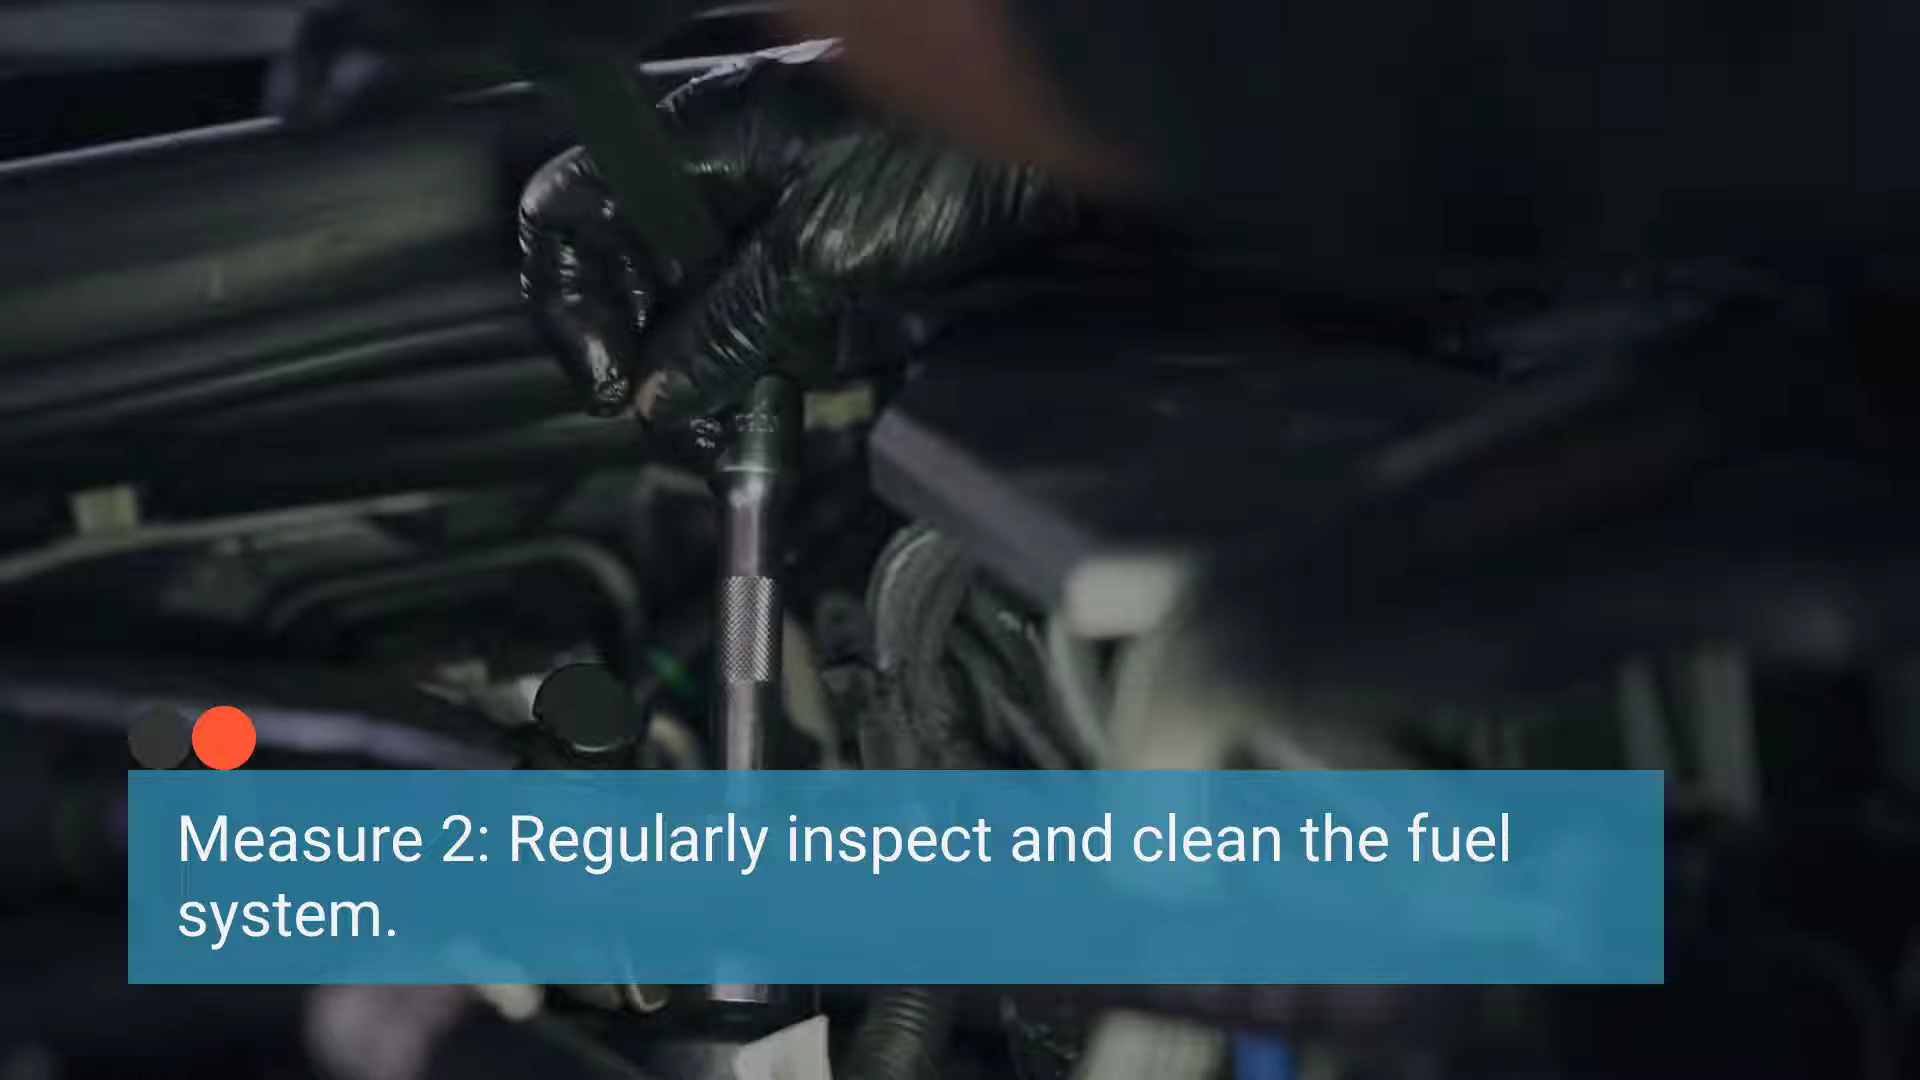 Measure 2: Regularly inspect and clean the fuel
system.